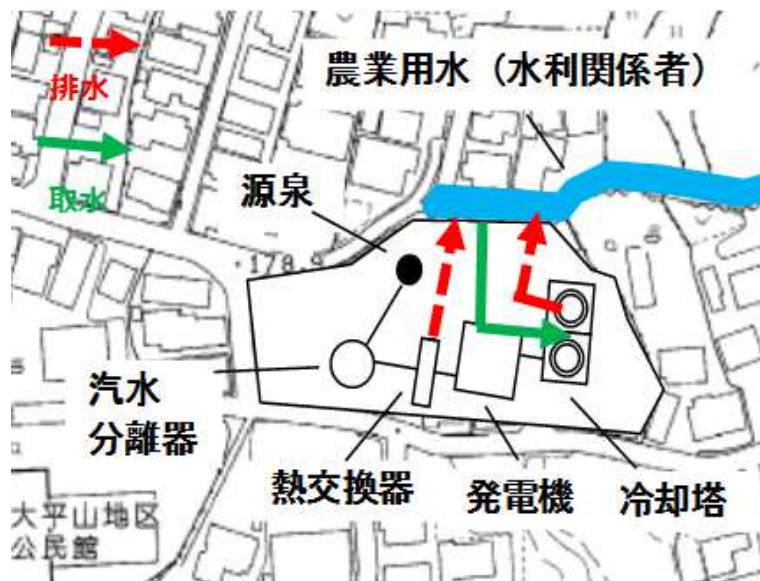 農業用水（水利関係者）
排水
取水
源泉
178.9
汽水
分離器
熱交換器
発電機
冷却塔
大平山地区
公民館